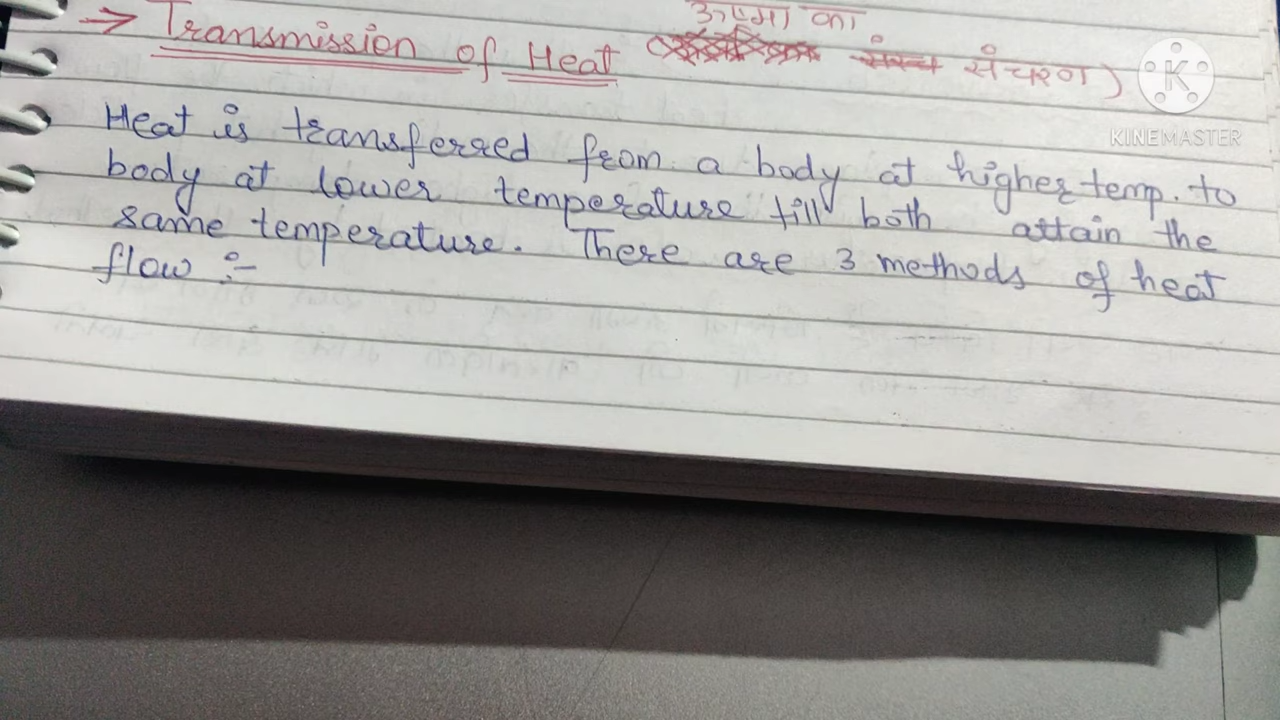 → Transmission of Heat (ऊष्मा का संचरण)
Heat is transferred from a body at higher temp. to
body at lower temperature till both attain the
same temperature. There are 3 methods of heat
flow :-
KINEMASTER